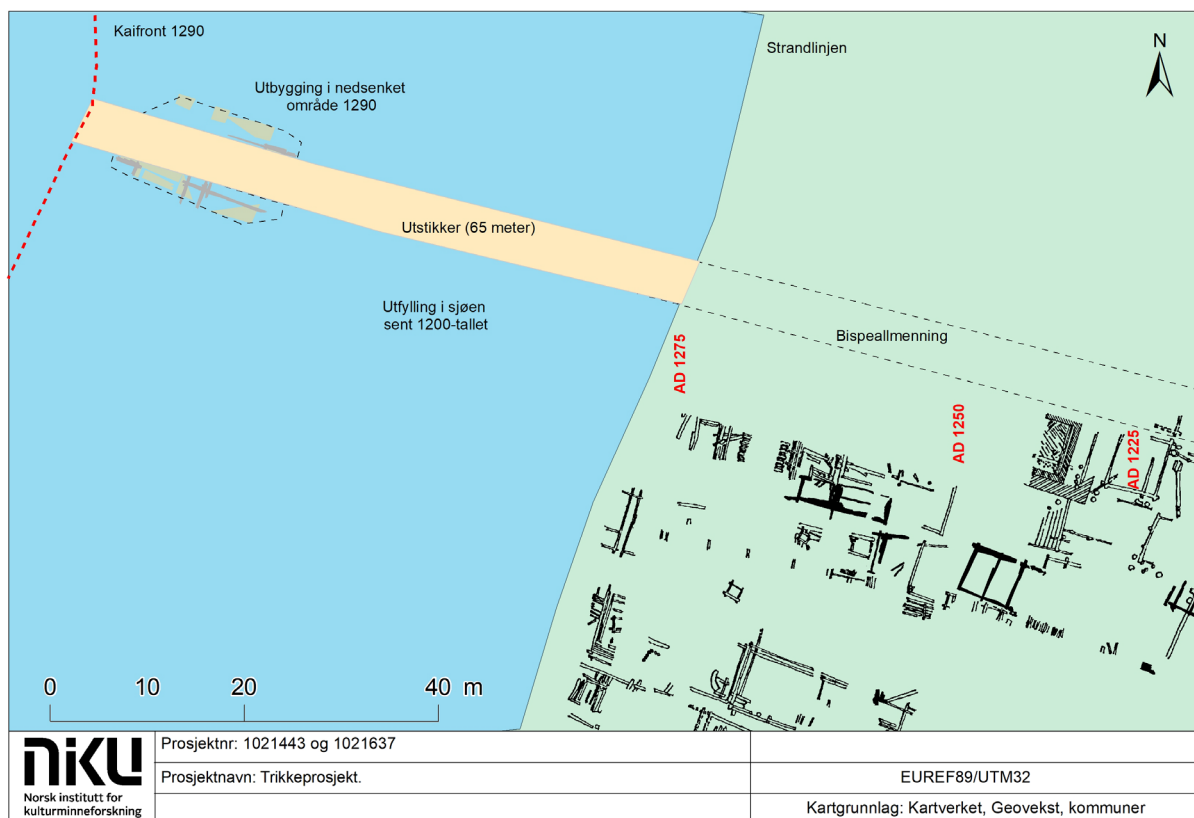 Kaifront 1290
Strandlinjen
N
Utbygging i nedsenket
område 1290
Utstikker (65 meter)
Utfylling i sjøen
sent 1200-tallet
Bispeallmenning
AD 1275
AD 1250
AD 1225
0 10 20 40 m
NIKU
Norsk institutt for
kulturminneforskning
Prosjektnr: 1021443 og 1021637
Prosjektnavn: Trikkeprosjekt.
EUREF89/UTM32
Kartgrunnlag: Kartverket, Geovekst, kommuner